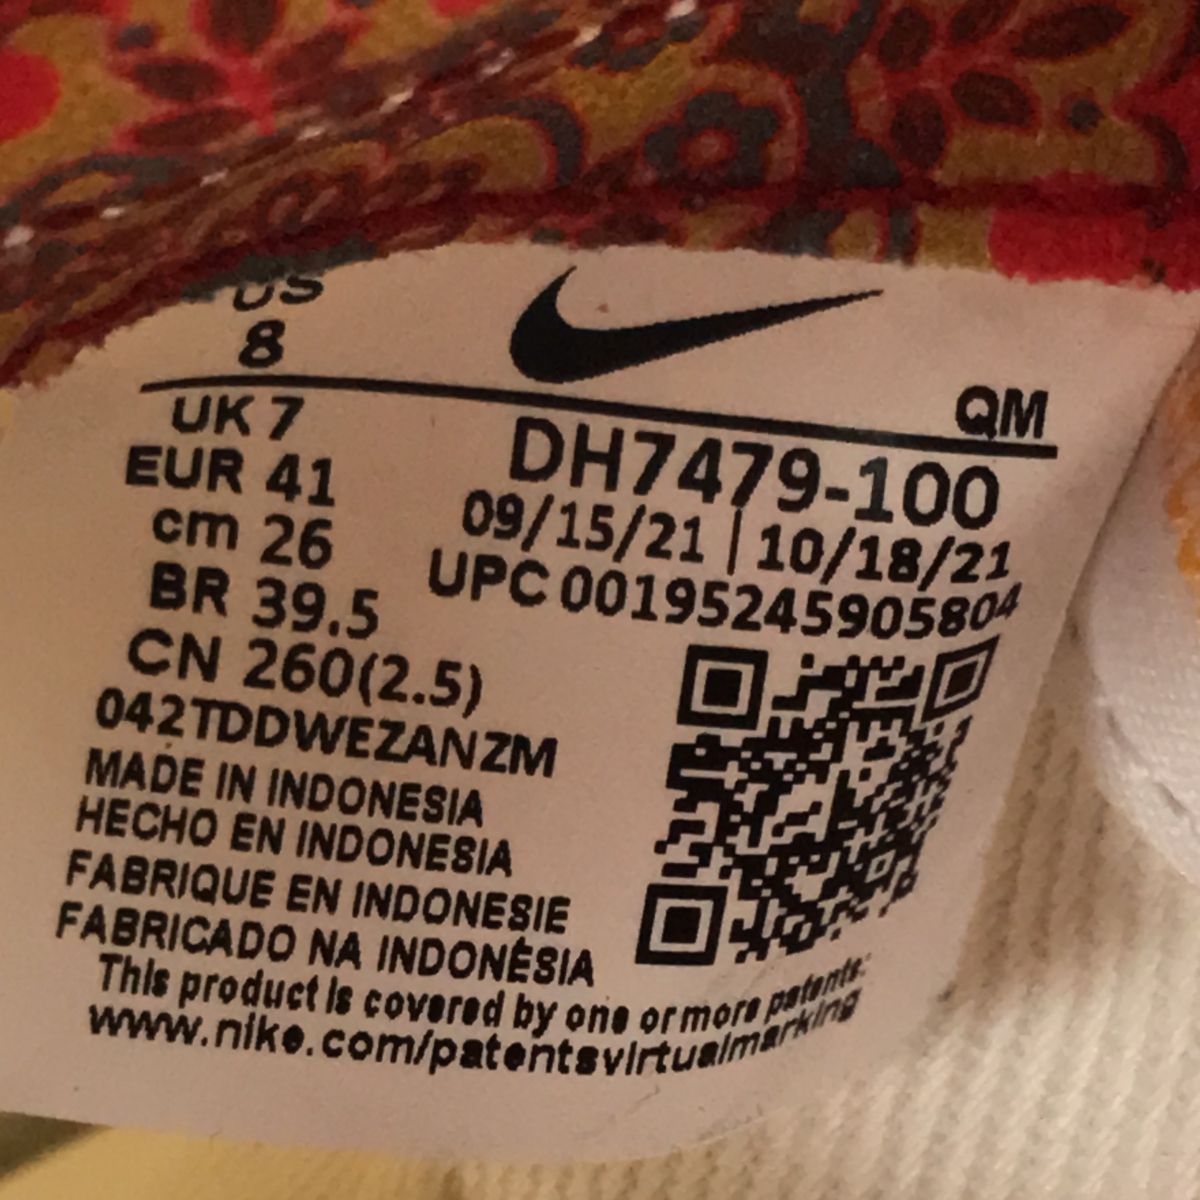 US
8
QM
UK 7
EUR 41
cm 26
BR 39.5
CN 260(2.5)
DH7479-100
09/15/21 | 10/18/21
UPC 00195245905804
042TDDWEZANZM
MADE IN INDONESIA
HECHO EN INDONESIA
FABRIQUE EN INDONESIE
FABRICADO NA INDONÉSIA
This product is covered by one or more patents:
www.nike.com/patentsvirtualmarking